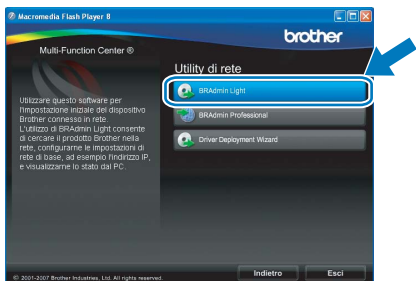 Macromedia Flash Player 8
brother
Multi-Function Center ®
Utility di rete
BRAdmin Light
BRAdmin Professional
Driver Deployment Wizard
Utilizzare questo software per
l'impostazione iniziale del dispositivo
Brother connesso in rete.
L'utilizzo di BRAdmin Light consente
di cercare il prodotto Brother nella
rete, configurarne le impostazioni di
rete di base, ad esempio l'indirizzo IP,
e visualizzarne lo stato dal PC.
© 2001-2007 Brother Industries, Ltd. All rights reserved.
Indietro
Esci